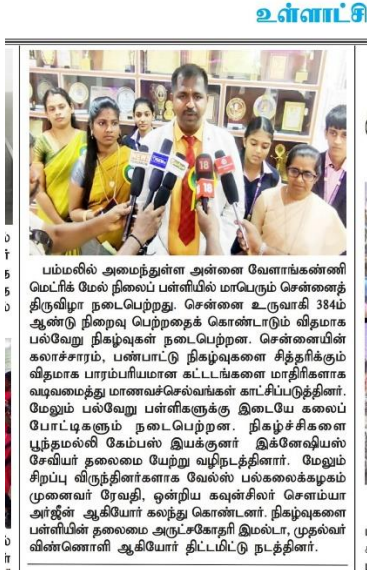 உள்ளாட்சி
18
18
பம்மலில் அமைந்துள்ள அன்னை வேளாங்கண்ணி
மெட்ரிக் மேல் நிலைப் பள்ளியில் மாபெரும் சென்னைத்
திருவிழா நடைபெற்றது. சென்னை உருவாகி 384ம்
ஆண்டு நிறைவு பெற்றதைக் கொண்டாடும் விதமாக
பல்வேறு நிகழ்வுகள் நடைபெற்றன. சென்னையின்
கலாச்சாரம், பண்பாட்டு நிகழ்வுகளை சித்தரிக்கும்
விதமாக பாரம்பரியமான கட்டடங்களை மாதிரிகளாக
வடிவமைத்து மாணவச்செல்வங்கள் காட்சிப்படுத்தினர்.
மேலும் பல்வேறு பள்ளிகளுக்கு இடையே கலைப்
போட்டிகளும் நடைபெற்றன. நிகழ்ச்சிகளை
பூந்தமல்லி கேம்பஸ் இயக்குனர் இக்னேஷியஸ்
சேவியர் தலைமை யேற்று வழிநடத்தினார். மேலும்
சிறப்பு விருந்தினர்களாக வேல்ஸ் பல்கலைக்கழகம்
முனைவர் ரேவதி, ஒன்றிய கவுன்சிலர் சௌம்யா
அர்ஜீன் ஆகியோர் கலந்து கொண்டனர். நிகழ்வுகளை
பள்ளியின் தலைமை அருட்சகோதரி இமல்டா, முதல்வர்
விண்ணொளி ஆகியோர் திட்டமிட்டு நடத்தினர்.